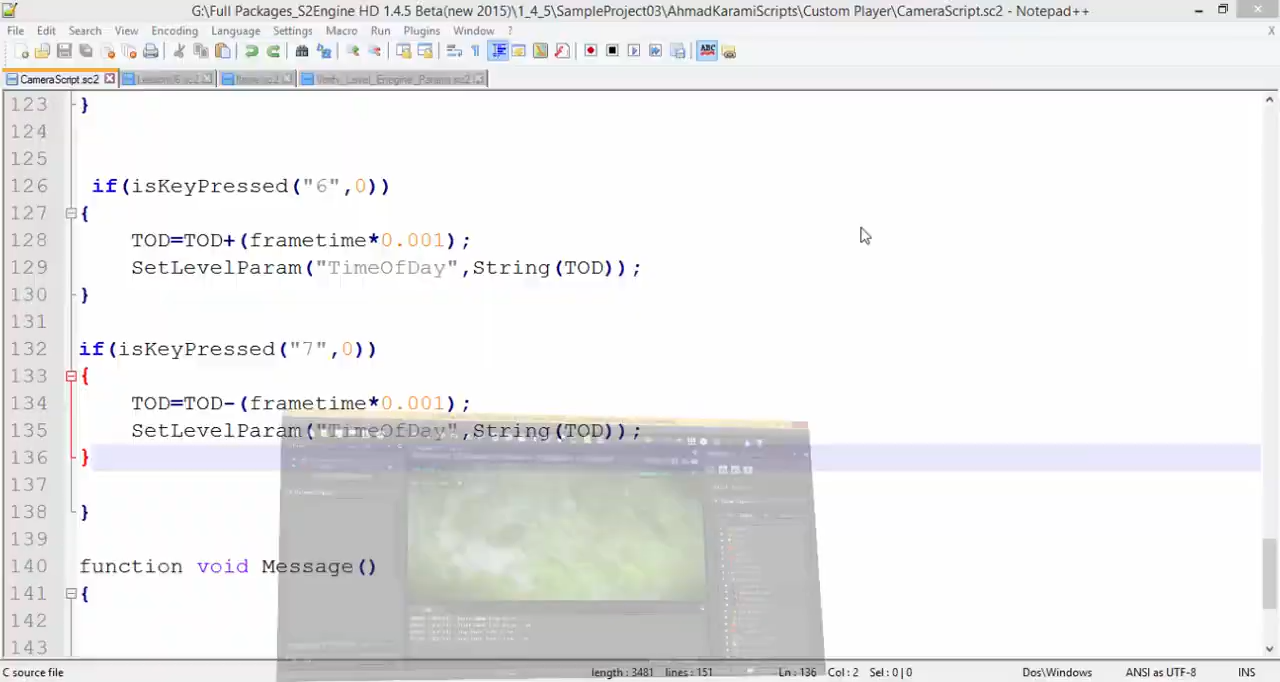 G:\Full Packages_S2Engine HD 1.4.5 Beta(new 2015)\1_4_5\SampleProject03\AhmadKaramiScripts\Custom Player\CameraScript.sc2 - Notepad++
File Edit Search View Encoding Language Settings Macro Run Plugins Window ? X
CameraScript.sc2
123 }
124
125
126 if(isKeyPressed("6",0))
127 {
128 TOD=TOD+(frametime*0.001);
129 SetLevelParam("TimeOfDay",String(TOD));
130 }
131
132 if(isKeyPressed("7",0))
133 {
134 TOD=TOD-(frametime*0.001);
135 SetLevelParam("TimeOfDay",String(TOD));
136 }
137
138 }
139
140 function void Message()
141 {
142
143
C source file length : 3481 lines : 151 Ln : 136 Col : 2 Sel : 0 | 0 Dos\Windows ANSI as UTF-8 INS